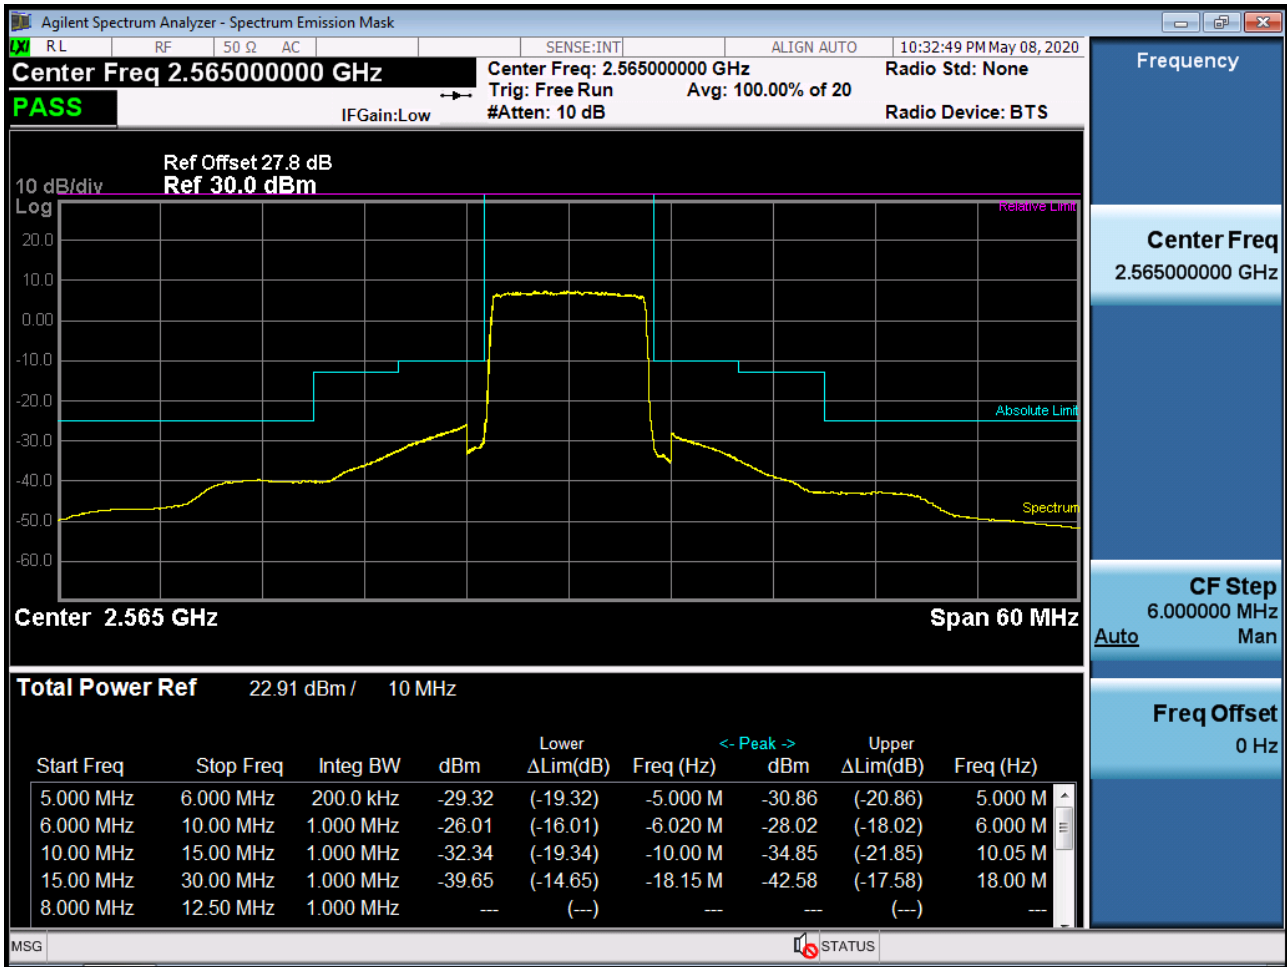 Agilent Spectrum Analyzer - Spectrum Emission Mask
LXI RL RF 50 Ω AC SENSE:INT ALIGN AUTO 10:32:49 PM May 08, 2020
Center Freq 2.565000000 GHz
Center Freq: 2.565000000 GHz Radio Std: None
Trig: Free Run Avg: 100.00% of 20
PASS IFGain:Low #Atten: 10 dB Radio Device: BTS
Ref Offset 27.8 dB
10 dB/div Ref 30.0 dBm
Log
Relative Limit
20.0
10.0
0.00
-10.0
-20.0
Absolute Limit
-30.0
-40.0
-50.0
Spectrum
-60.0
Center 2.565 GHz Span 60 MHz
Total Power Ref 22.91 dBm / 10 MHz
Lower <- Peak -> Upper
Start Freq Stop Freq Integ BW dBm ΔLim(dB) Freq (Hz) dBm ΔLim(dB) Freq (Hz)
5.000 MHz 6.000 MHz 200.0 kHz -29.32 (-19.32) -5.000 M -30.86 (-20.86) 5.000 M
6.000 MHz 10.00 MHz 1.000 MHz -26.01 (-16.01) -6.020 M -28.02 (-18.02) 6.000 M
10.00 MHz 15.00 MHz 1.000 MHz -32.34 (-19.34) -10.00 M -34.85 (-21.85) 10.05 M
15.00 MHz 30.00 MHz 1.000 MHz -39.65 (-14.65) -18.15 M -42.58 (-17.58) 18.00 M
8.000 MHz 12.50 MHz 1.000 MHz --- (---) --- --- (---) ---
MSG STATUS
Frequency
Center Freq
2.565000000 GHz
CF Step
6.000000 MHz
Auto Man
Freq Offset
0 Hz